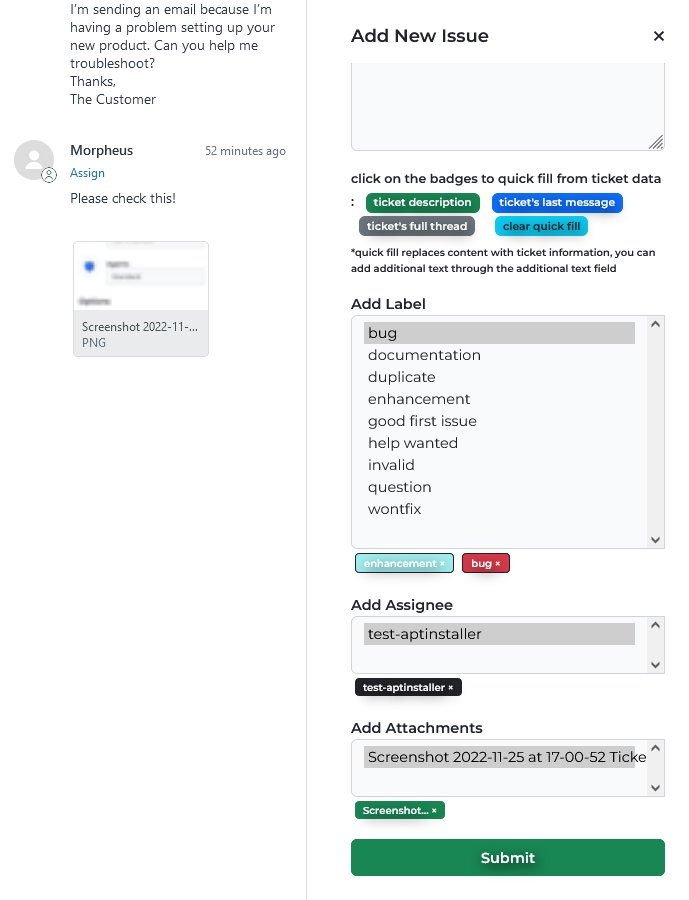 I'm sending an email because I'm
having a problem setting up your
new product. Can you help me
troubleshoot?
Thanks,
The Customer
Morpheus 52 minutes ago
Assign
Please check this!
Options
Screenshot 2022-11-...
PNG
Add New Issue ×
click on the badges to quick fill from ticket data
: ticket description ticket's last message
ticket's full thread clear quick fill
*quick fill replaces content with ticket information, you can
add additional text through the additional text field
Add Label
bug
documentation
duplicate
enhancement
good first issue
help wanted
invalid
question
wontfix
enhancement × bug ×
Add Assignee
test-aptinstaller
test-aptinstaller ×
Add Attachments
Screenshot 2022-11-25 at 17-00-52 Ticke
Screenshot... ×
Submit